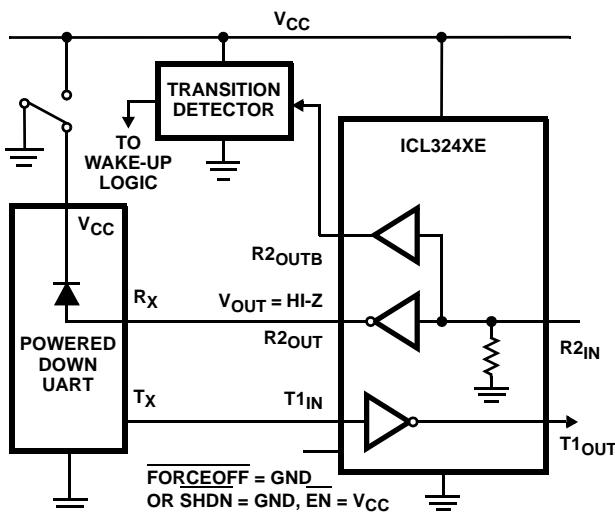 VCC
TRANSITION
DETECTOR
TO
WAKE-UP
LOGIC
ICL324XE
VCC
R2OUTB
RX
VOUT = HI-Z
R2OUT
R2IN
POWERED
DOWN
UART
TX
T1IN
T1OUT
FORCEOFF = GND
OR SHDN = GND, EN = VCC